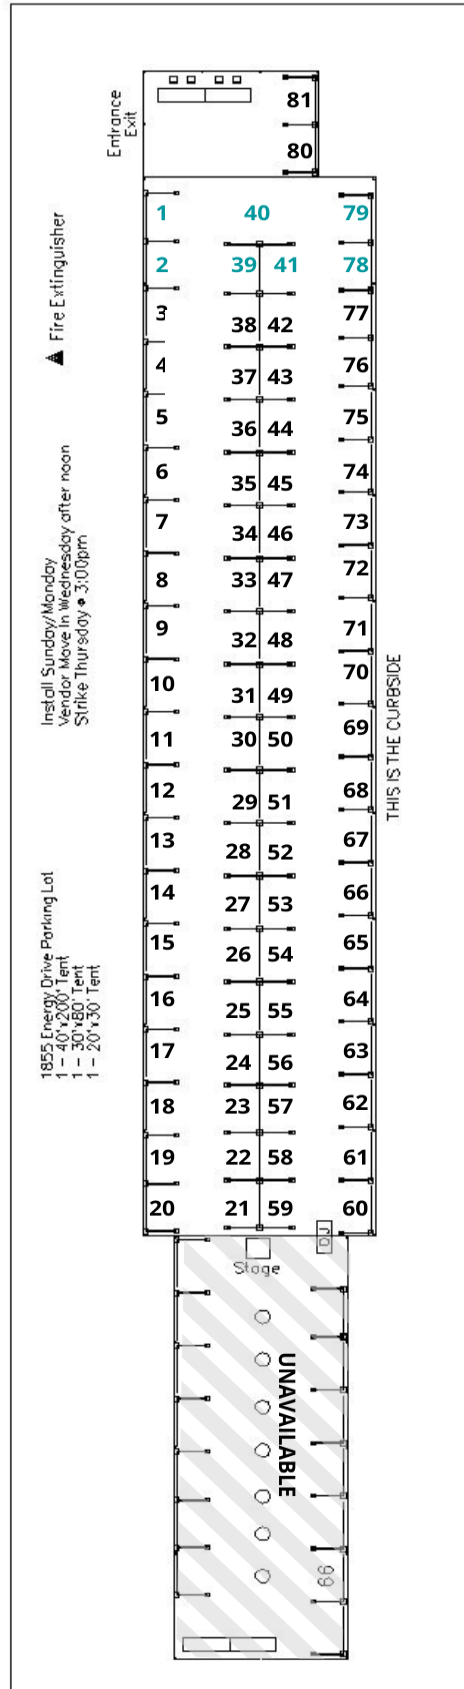 Entrance
Exit
81
80
1 40 79
2 39 41 78
3 38 42 77
4 37 43 76
5 36 44 75
6 35 45 74
7 34 46 73
8 33 47 72
9 32 48 71
10 31 49 70
11 30 50 69
12 29 51 68
13 28 52 67
14 27 53 66
15 26 54 65
16 25 55 64
17 24 56 63
18 23 57 62
19 22 58 61
20 21 59 60
▲ Fire Extinguisher
Install Sunday/Monday
Vendor Move In Wednesday after noon
Strike Thursday @ 3:00pm
1855 Energy Drive Parking Lot
1 - 40'x200' Tent
1 - 30'x80' Tent
1 - 20'x30' Tent
THIS IS THE CURBSIDE
DJ
Stage
UNAVAILABLE
66